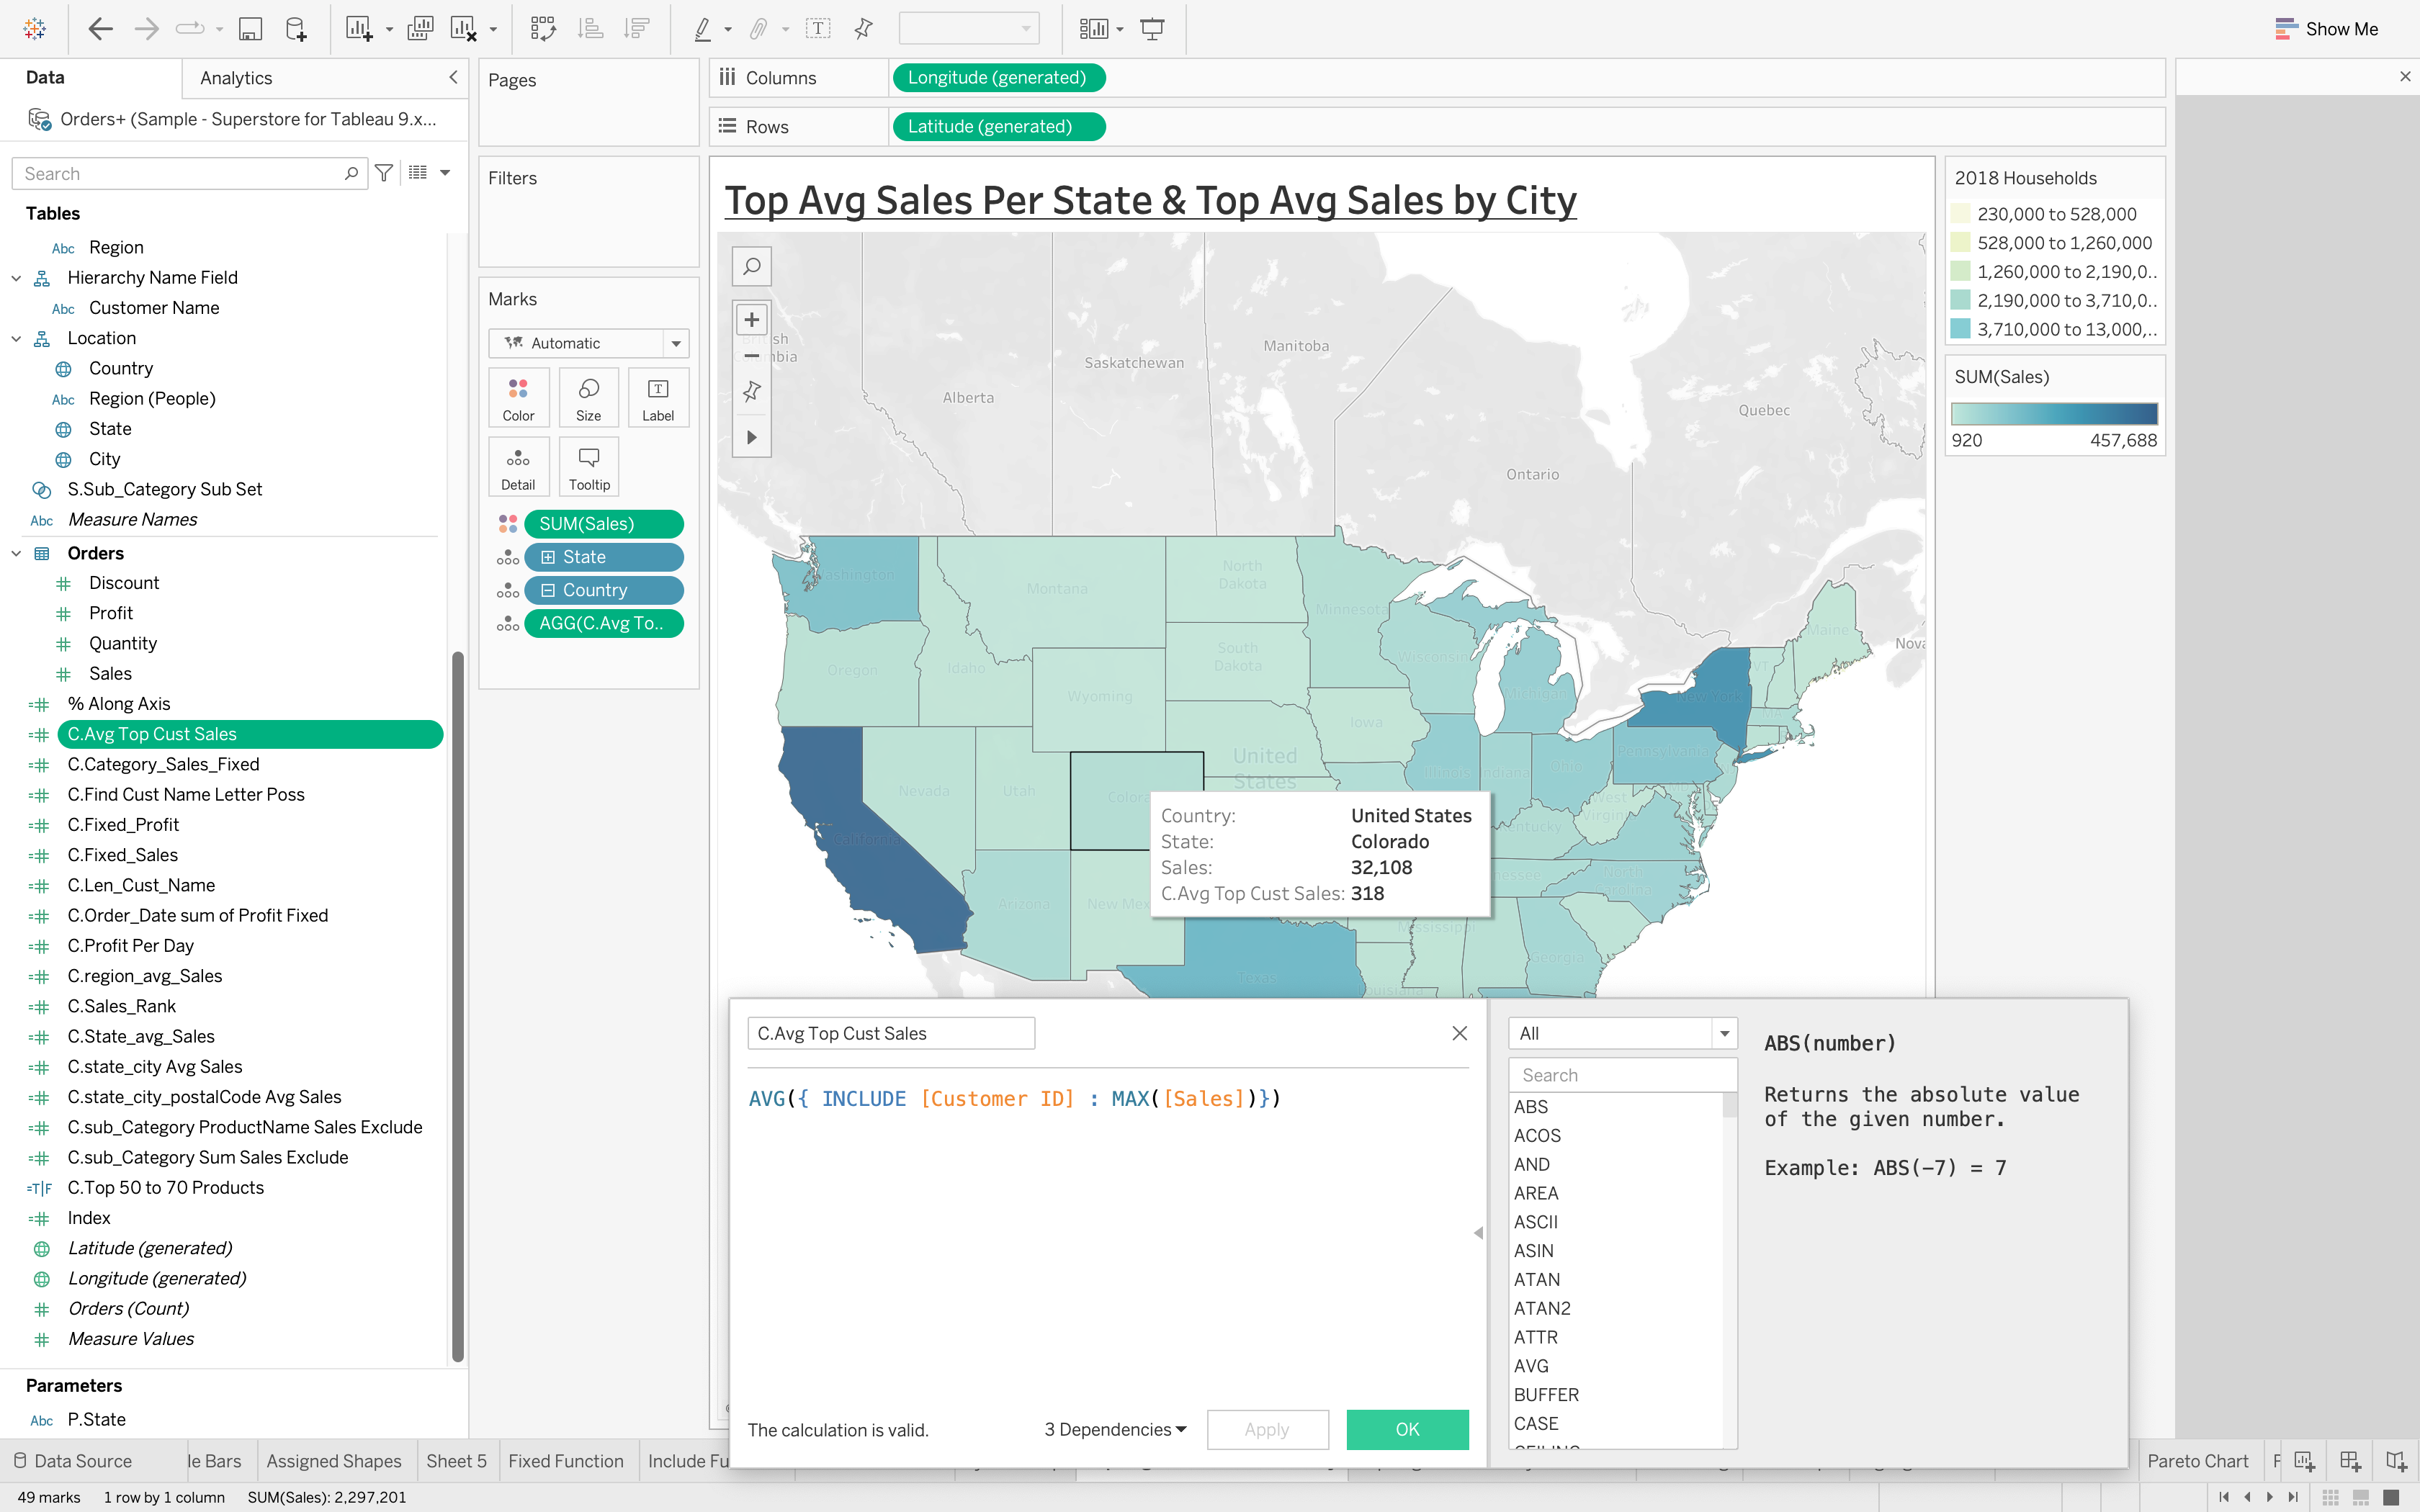 Show Me
Data
Analytics
Orders+ (Sample - Superstore for Tableau 9.x...
Search
Tables
Abc Region
Hierarchy Name Field
Abc Customer Name
Location
Country
Abc Region (People)
State
City
S.Sub_Category Sub Set
Abc Measure Names
Orders
Discount
Profit
Quantity
Sales
% Along Axis
C.Avg Top Cust Sales
C.Category_Sales_Fixed
C.Find Cust Name Letter Poss
C.Fixed_Profit
C.Fixed_Sales
C.Len_Cust_Name
C.Order_Date sum of Profit Fixed
C.Profit Per Day
C.region_avg_Sales
C.Sales_Rank
C.State_avg_Sales
C.state_city Avg Sales
C.state_city_postalCode Avg Sales
C.sub_Category ProductName Sales Exclude
C.sub_Category Sum Sales Exclude
=T|F C.Top 50 to 70 Products
Index
Latitude (generated)
Longitude (generated)
Orders (Count)
Measure Values
Parameters
Abc P.State
Pages
Filters
Marks
Automatic
Color
Size
Label
Detail
Tooltip
SUM(Sales)
State
Country
AGG(C.Avg To..
Columns
Longitude (generated)
Rows
Latitude (generated)
Top Avg Sales Per State & Top Avg Sales by City
Alberta
Saskatchewan
Manitoba
Ontario
Quebec
Nova
Washington
Montana
North
Dakota
Minnesota
Maine
Oregon
Idaho
South
Dakota
Wisconsin
VT
Wyoming
Michigan
New York
MA
Iowa
Pennsylvania
Nevada
Utah
United
States
Illinois
Indiana
Ohio
West
Virginia
California
Kentucky
Arizona
North
Carolina
Mississippi
Georgia
Texas
Country: United States
State: Colorado
Sales: 32,108
C.Avg Top Cust Sales: 318
2018 Households
230,000 to 528,000
528,000 to 1,260,000
1,260,000 to 2,190,0..
2,190,000 to 3,710,0..
3,710,000 to 13,000,..
SUM(Sales)
920 457,688
C.Avg Top Cust Sales
AVG({ INCLUDE [Customer ID] : MAX([Sales])})
The calculation is valid.
3 Dependencies
Apply
OK
All
Search
ABS
ACOS
AND
AREA
ASCII
ASIN
ATAN
ATAN2
ATTR
AVG
BUFFER
CASE
CEILING
ABS(number)
Returns the absolute value
of the given number.
Example: ABS(-7) = 7
Data Source
le Bars
Assigned Shapes
Sheet 5
Fixed Function
Include Fu
Pareto Chart
49 marks
1 row by 1 column
SUM(Sales): 2,297,201